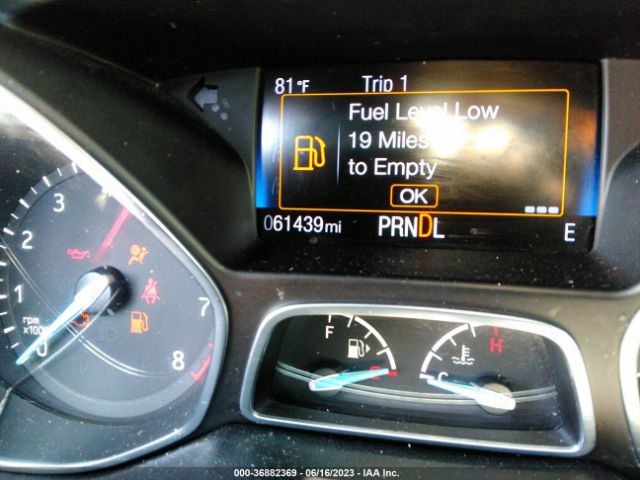 81°F Trip 1
Fuel Level Low
19 Miles
to Empty
OK
061439mi PRNDL E
3
2
1
0
7
8
rpm
x1000
F
E
H
C
000-36882369 - 06/16/2023 - IAA Inc.